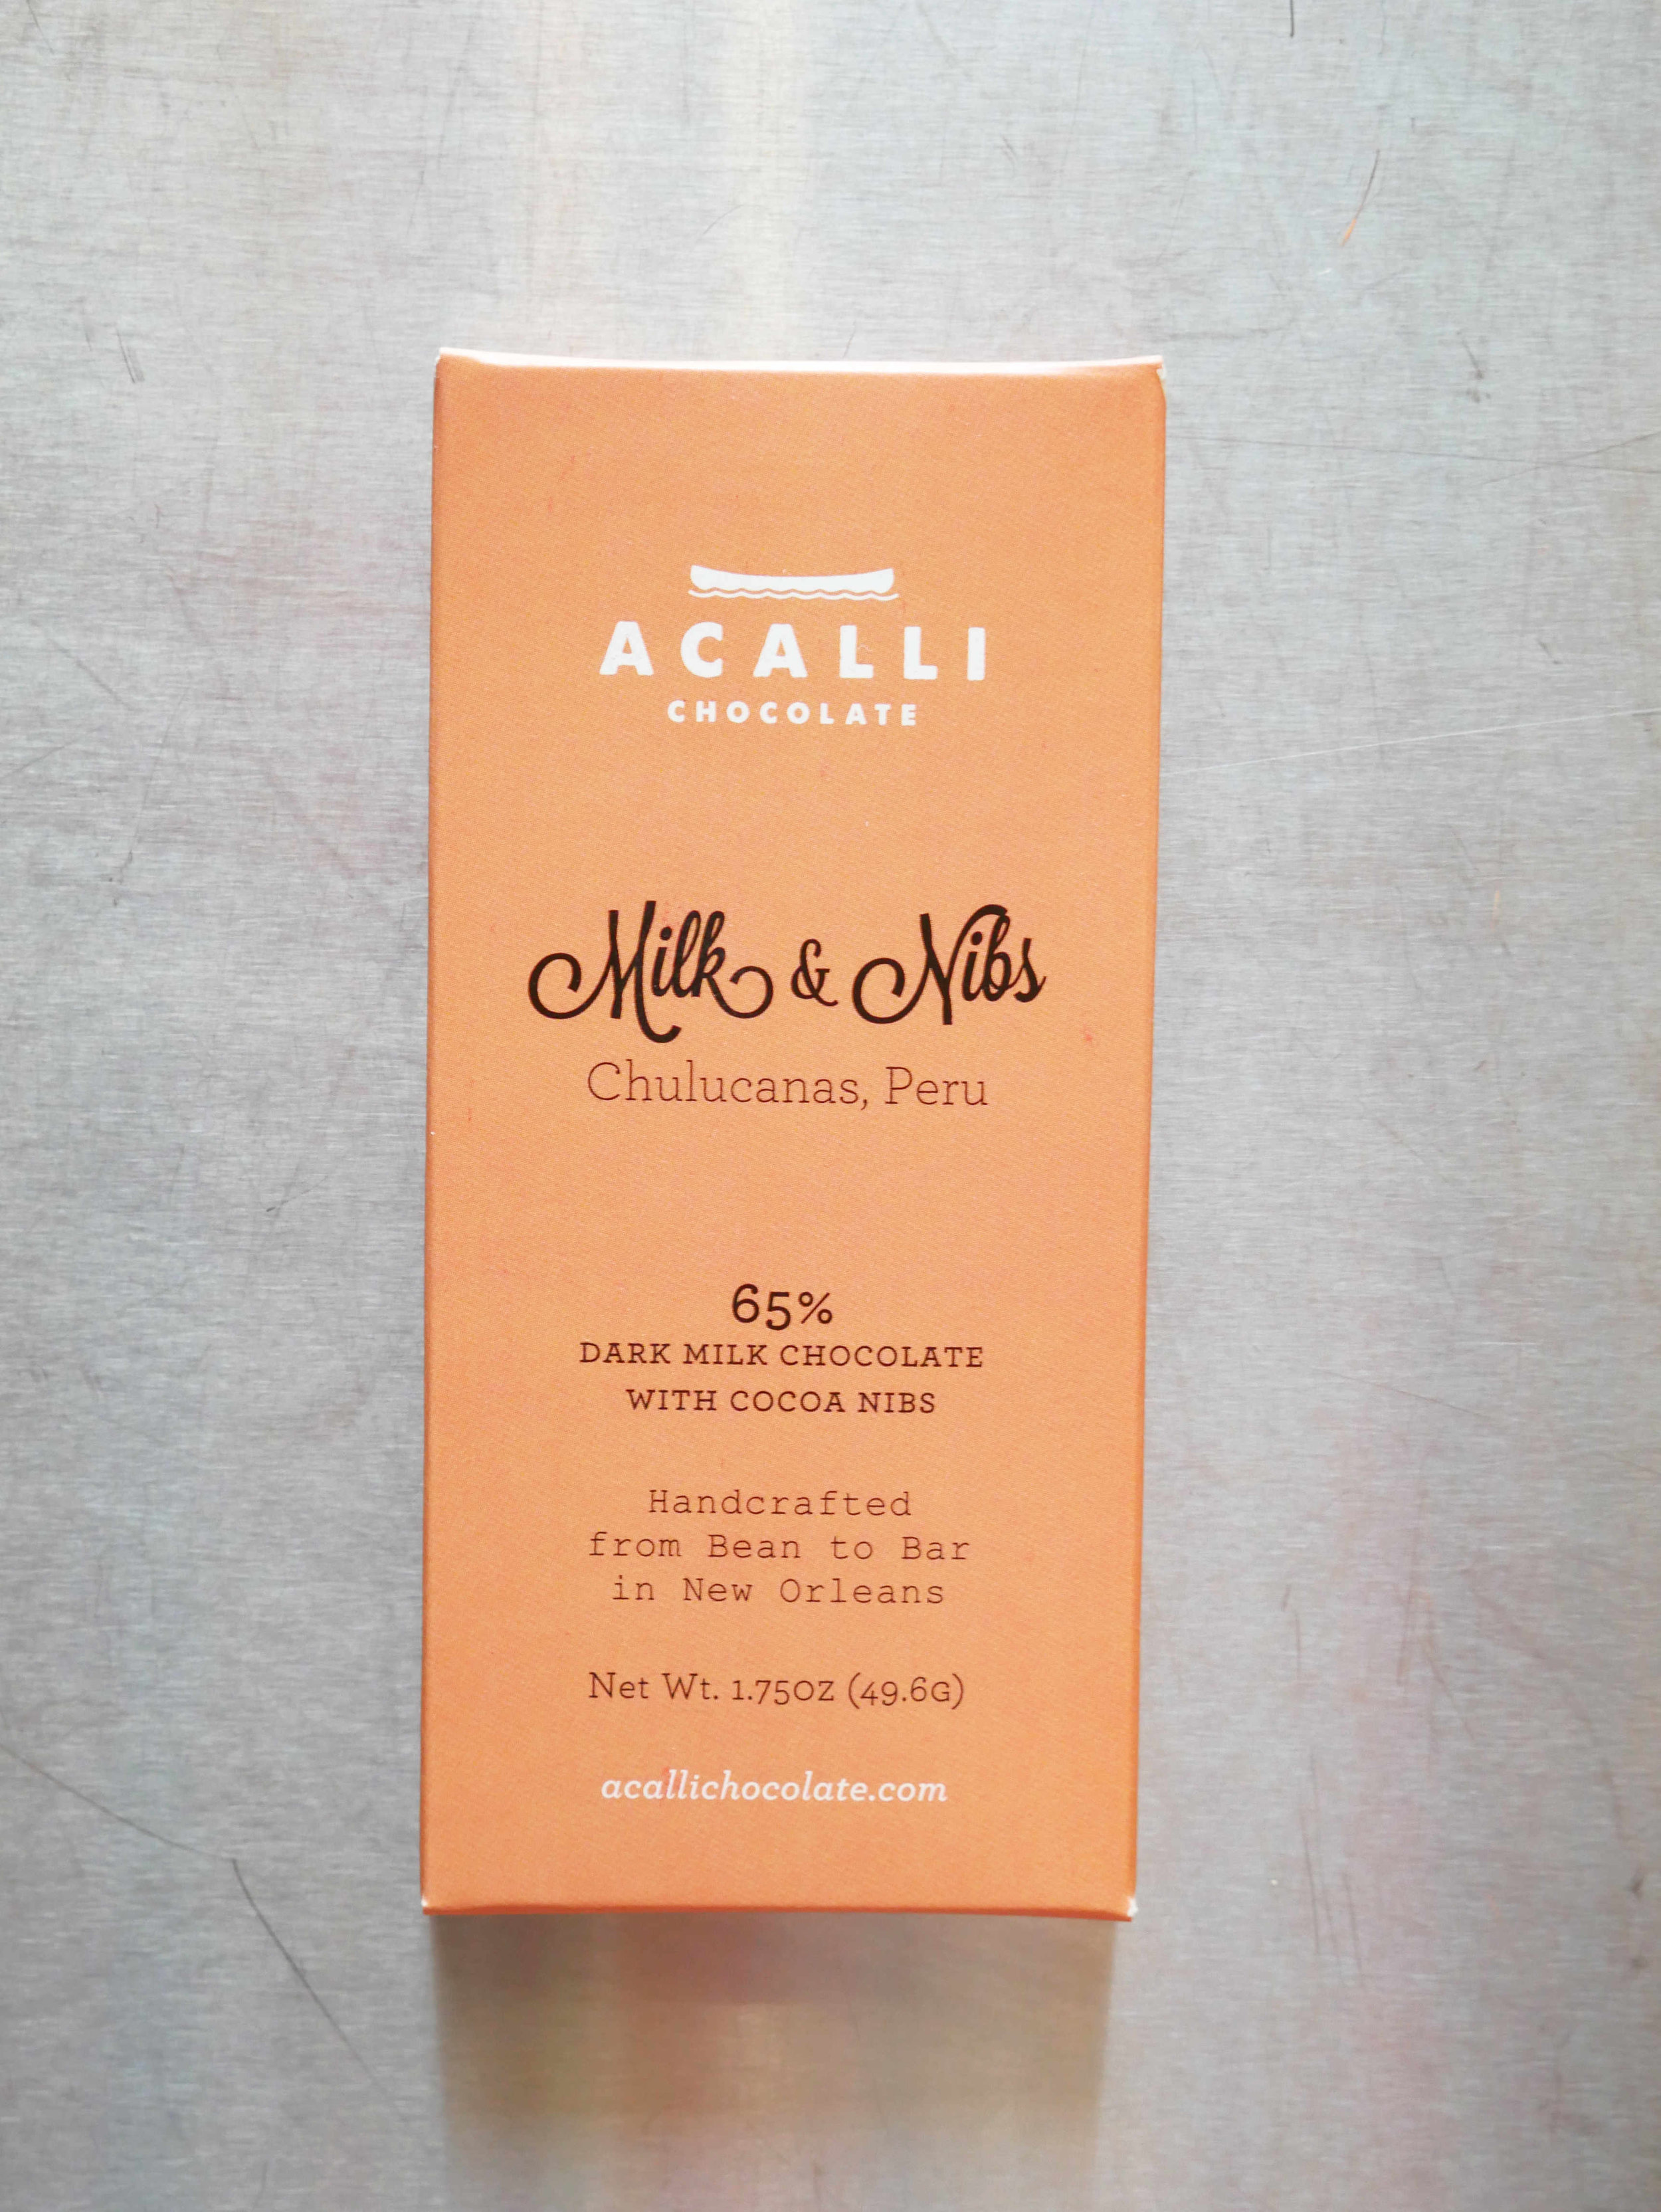 ACALLI
CHOCOLATE
Milk & Nibs
Chulucanas, Peru
65%
DARK MILK CHOCOLATE
WITH COCOA NIBS
Handcrafted
from Bean to Bar
in New Orleans
Net Wt. 1.75OZ (49.6G)
acallichocolate.com